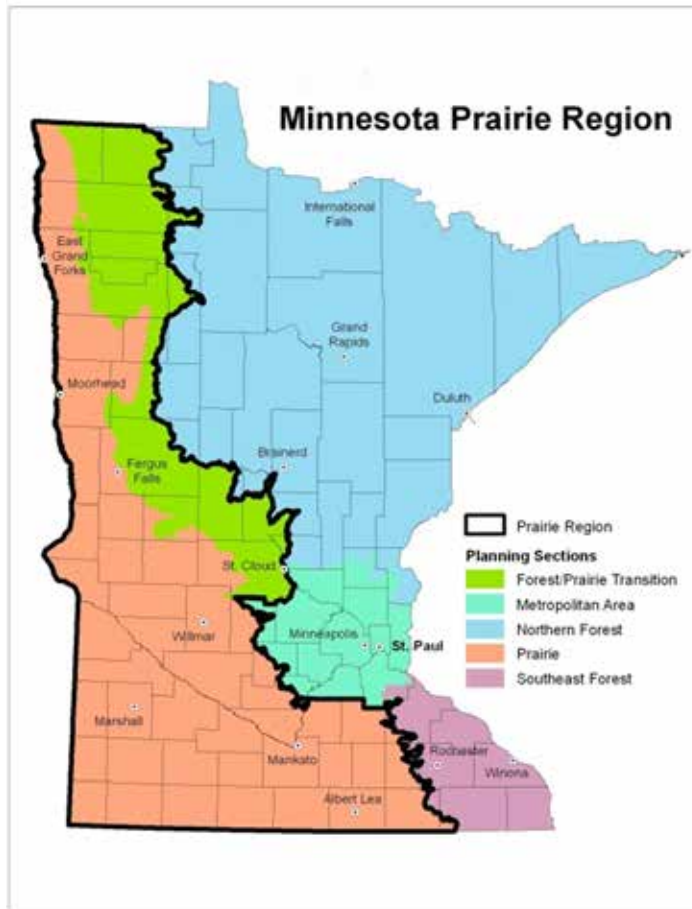 Minnesota Prairie Region
International
Falls
East
Grand
Forks
Grand
Rapids
Moorhead
Duluth
Brainerd
Fergus
Falls
Prairie Region
Planning Sections
St. Cloud
Forest/Prairie Transition
Metropolitan Area
Willmar
Minneapolis
St. Paul
Northern Forest
Prairie
Southeast Forest
Marshall
Mankato
Rochester
Winona
Albert Lea